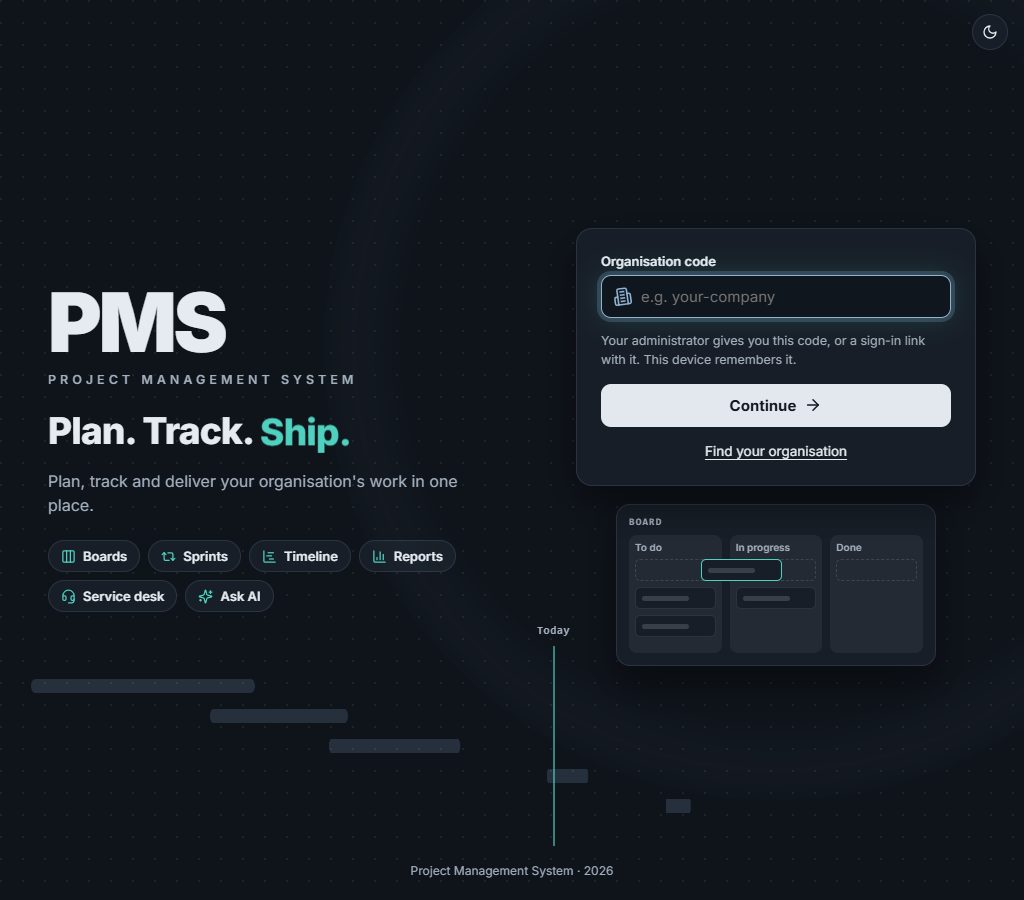 PMS
PROJECT MANAGEMENT SYSTEM
Plan. Track. Ship.
Plan, track and deliver your organisation's work in one
place.
Boards
Sprints
Timeline
Reports
Service desk
Ask AI
Organisation code
e.g. your-company
Your administrator gives you this code, or a sign-in link
with it. This device remembers it.
Continue
Find your organisation
BOARD
To do
In progress
Done
Today
Project Management System · 2026